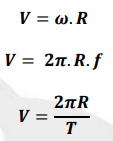 V = ω. R
V = 2π. R. f
V = 2πR / T